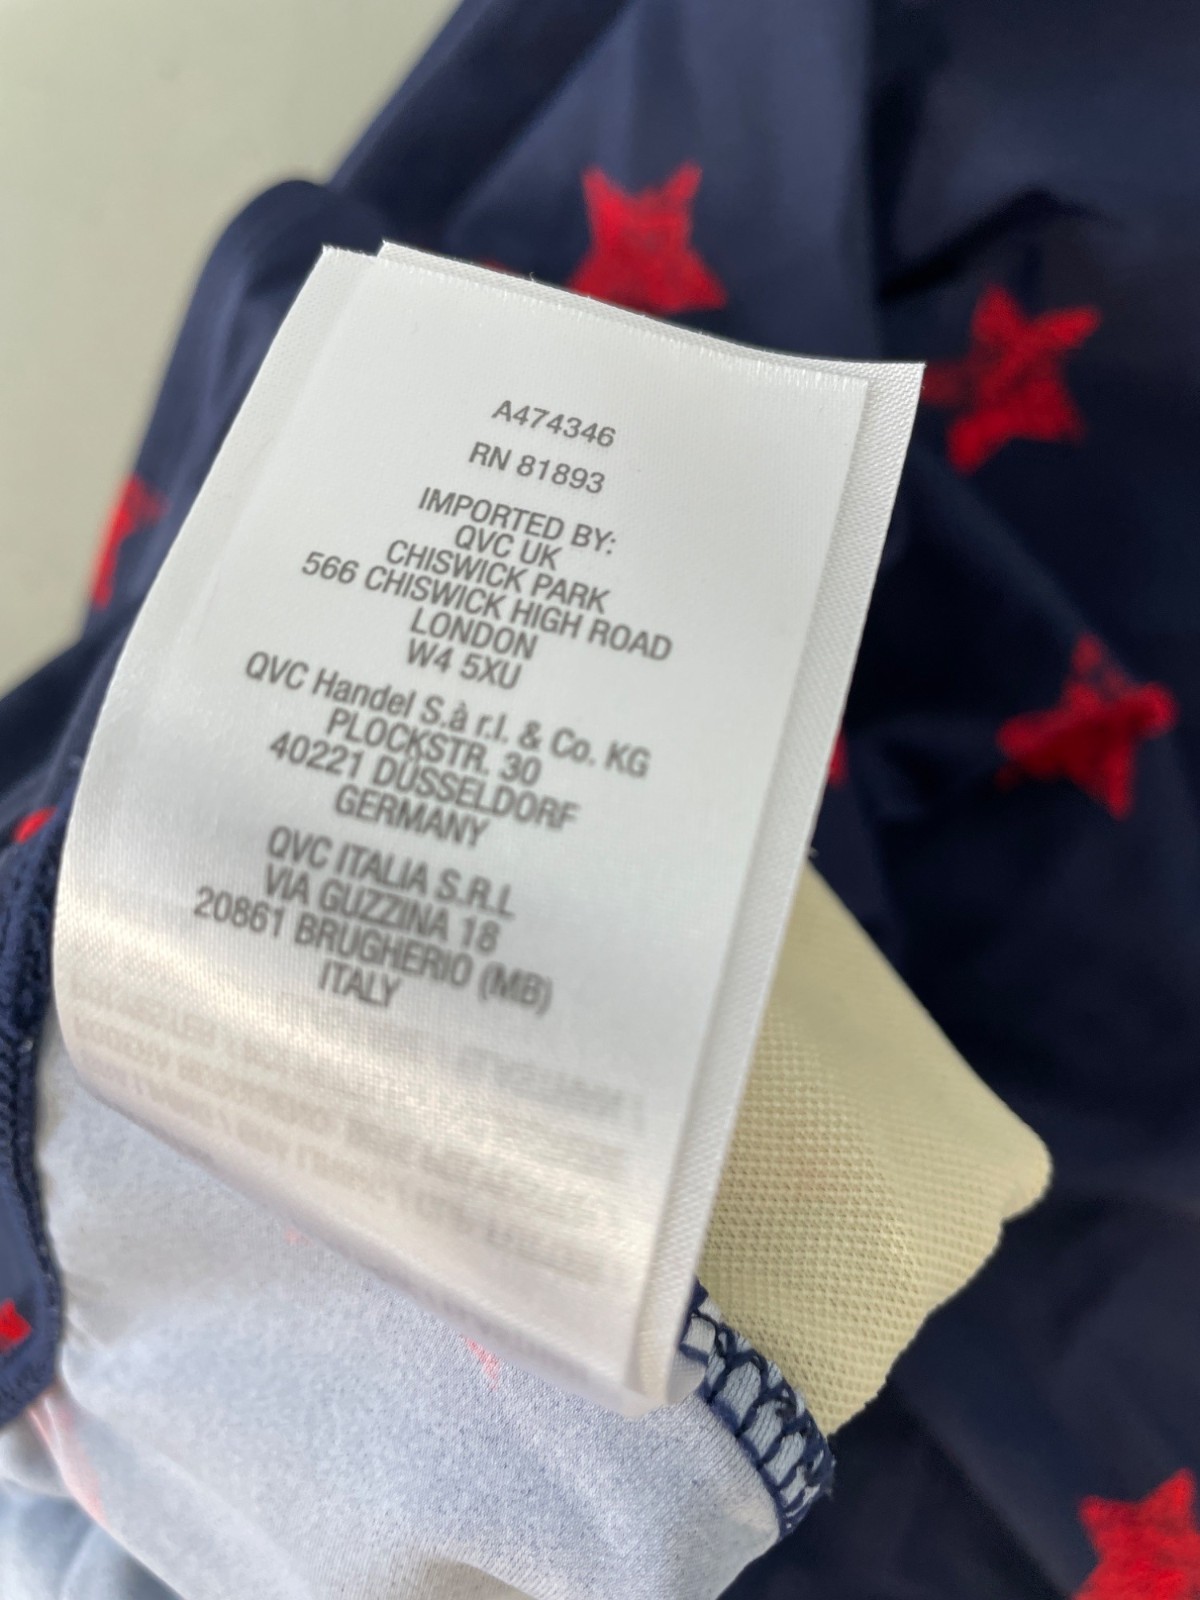 A474346
RN 81893
IMPORTED BY:
QVC UK
CHISWICK PARK
566 CHISWICK HIGH ROAD
LONDON
W4 5XU
QVC Handel S.à r.l. & Co. KG
PLOCKSTR. 30
40221 DÜSSELDORF
GERMANY
QVC ITALIA S.R.L
VIA GUZZINA 18
20861 BRUGHERIO (MB)
ITALY